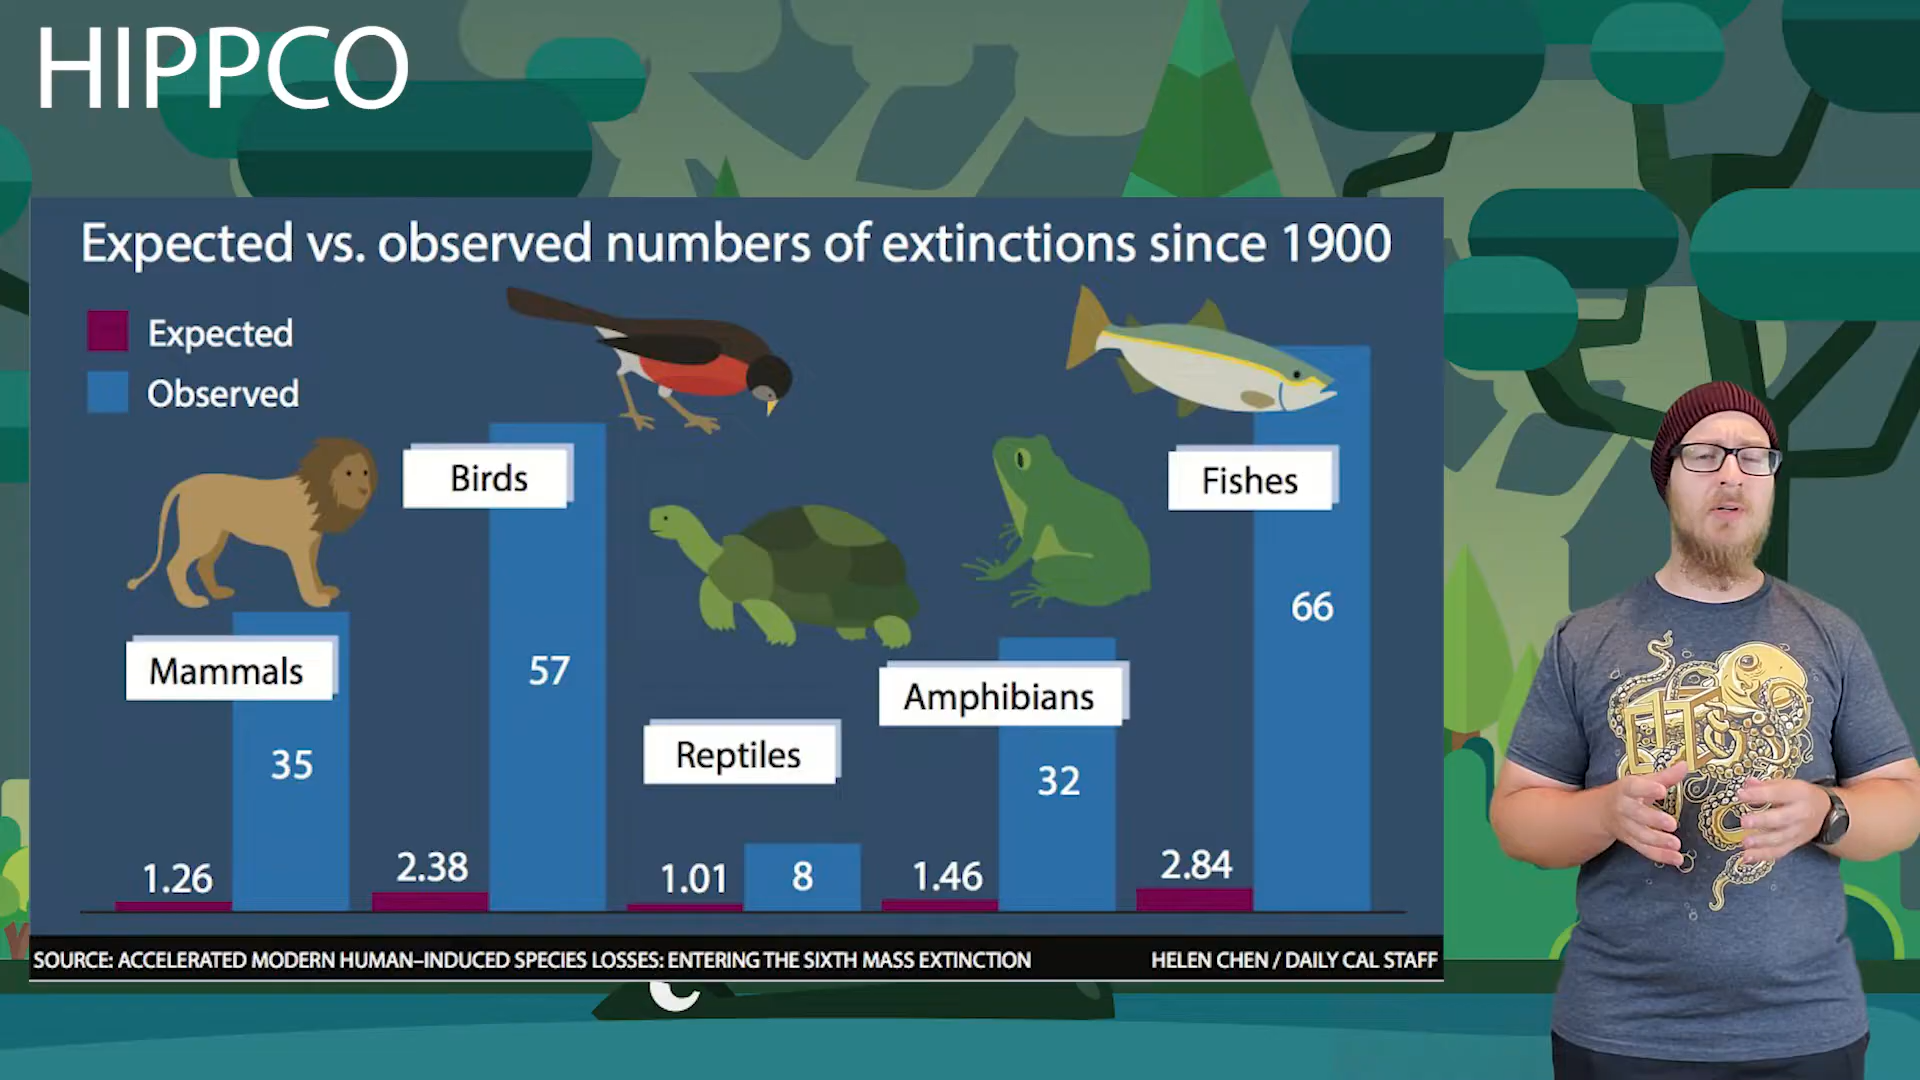 HIPPCO
Expected vs. observed numbers of extinctions since 1900
Expected
Observed
Mammals
1.26
35
Birds
2.38
57
Reptiles
1.01
8
Amphibians
1.46
32
Fishes
2.84
66
SOURCE: ACCELERATED MODERN HUMAN–INDUCED SPECIES LOSSES: ENTERING THE SIXTH MASS EXTINCTION
HELEN CHEN / DAILY CAL STAFF